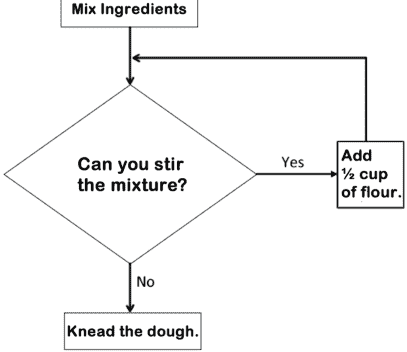 Mix Ingredients
Can you stir
the mixture?
Yes
Add
½ cup
of flour.
No
Knead the dough.